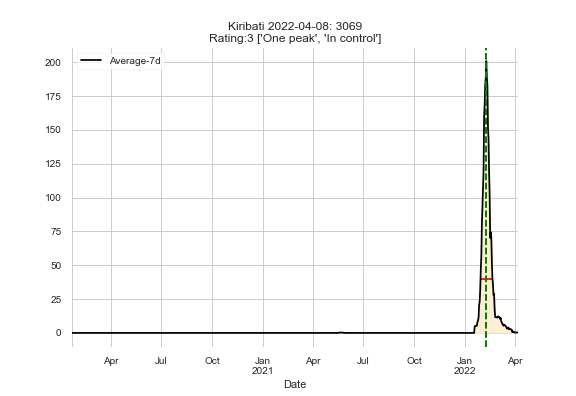 Kiribati 2022-04-08: 3069
Rating:3 ['One peak', 'In control']
Average-7d
200
175
150
125
100
75
50
25
0
Apr Jul Oct Jan Apr Jul Oct Jan Apr
2021 2022
Date